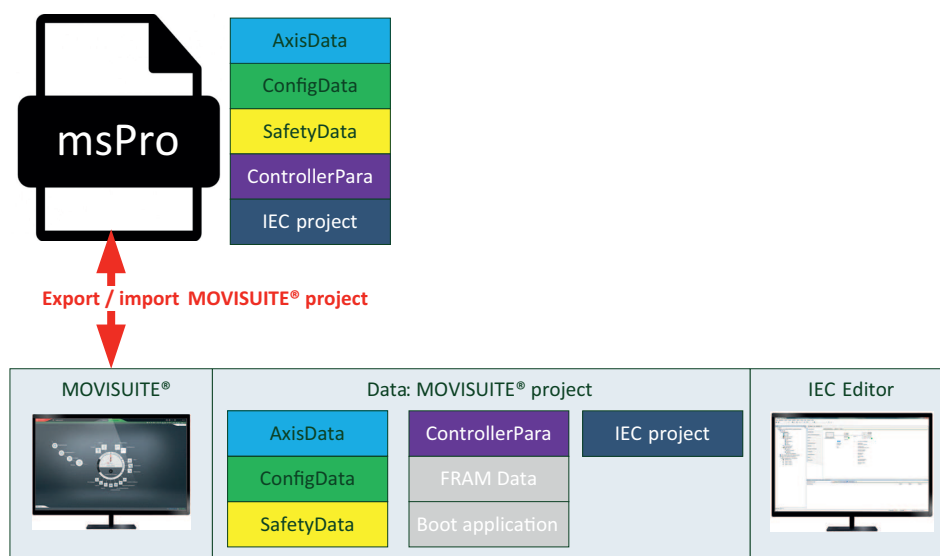 msPro
AxisData
ConfigData
SafetyData
ControllerPara
IEC project
Export / import MOVISUITE® project
MOVISUITE®
Data: MOVISUITE® project
IEC Editor
AxisData
ControllerPara
IEC project
ConfigData
FRAM Data
SafetyData
Boot application